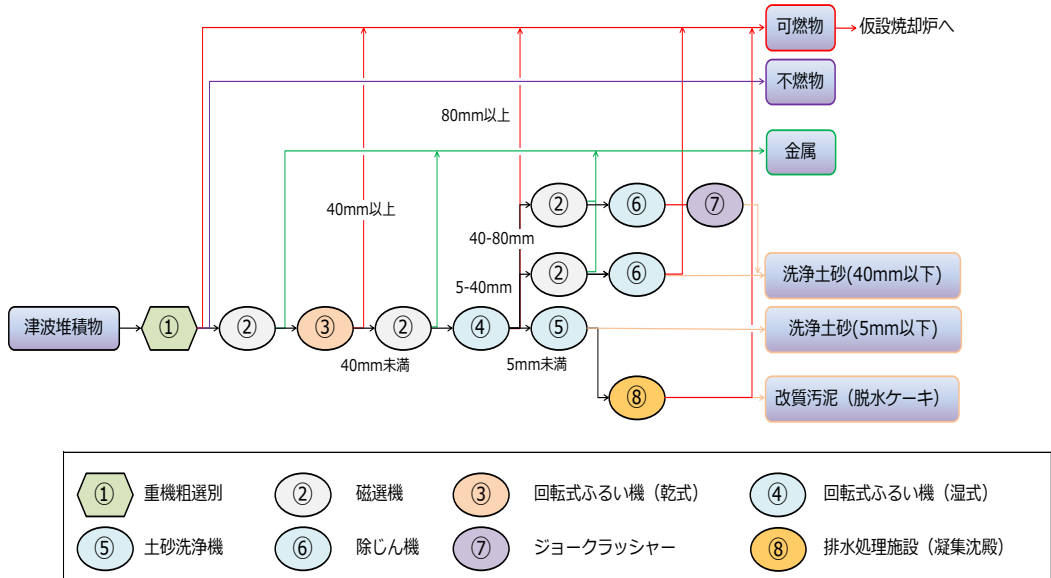 可燃物
仮設焼却炉へ
不燃物
80mm以上
金属
40mm以上
②
⑥
⑦
40-80mm
②
⑥
洗浄土砂(40mm以下)
5-40mm
津波堆積物
①
②
③
②
④
⑤
洗浄土砂(5mm以下)
40mm未満
5mm未満
⑧
改質汚泥（脱水ケーキ）
① 重機粗選別
② 磁選機
③ 回転式ふるい機（乾式）
④ 回転式ふるい機（湿式）
⑤ 土砂洗浄機
⑥ 除じん機
⑦ ジョークラッシャー
⑧ 排水処理施設（凝集沈殿）